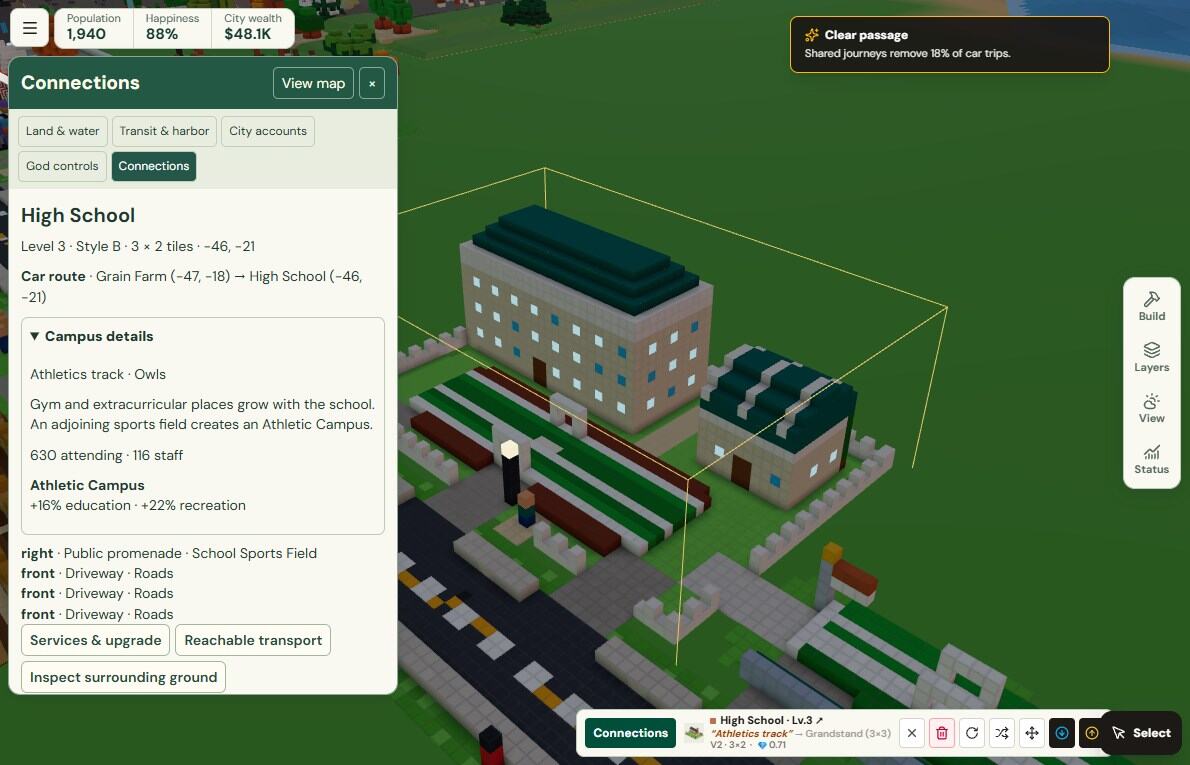 Population
1,940
Happiness
88%
City wealth
$48.1K
Clear passage
Shared journeys remove 18% of car trips.
Connections
View map
×
Land & water
Transit & harbor
City accounts
God controls
Connections
High School
Level 3 · Style B · 3 × 2 tiles · -46, -21
Car route · Grain Farm (-47, -18) → High School (-46,
-21)
▼ Campus details
Athletics track · Owls
Gym and extracurricular places grow with the school.
An adjoining sports field creates an Athletic Campus.
630 attending · 116 staff
Athletic Campus
+16% education · +22% recreation
right · Public promenade · School Sports Field
front · Driveway · Roads
front · Driveway · Roads
front · Driveway · Roads
Services & upgrade
Reachable transport
Inspect surrounding ground
Build
Layers
View
Status
Connections
High School · Lv.3 ↗
"Athletics track" → Grandstand (3×3)
V2 · 3×2 · 💎 0.71
Select